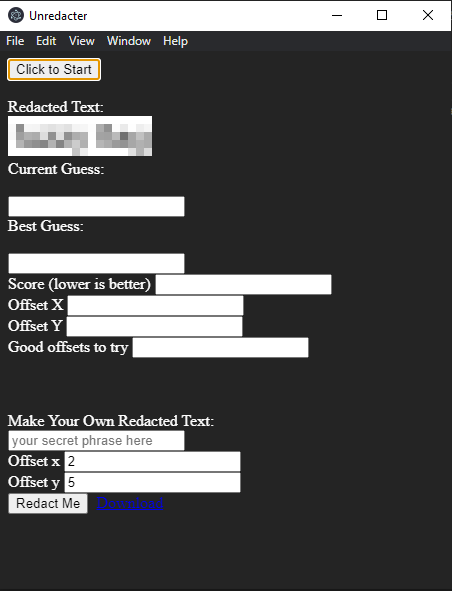 Unredacter
File Edit View Window Help
Click to Start
Redacted Text:
Current Guess:
Best Guess:
Score (lower is better)
Offset X
Offset Y
Good offsets to try
Make Your Own Redacted Text:
your secret phrase here
Offset x 2
Offset y 5
Redact Me Download